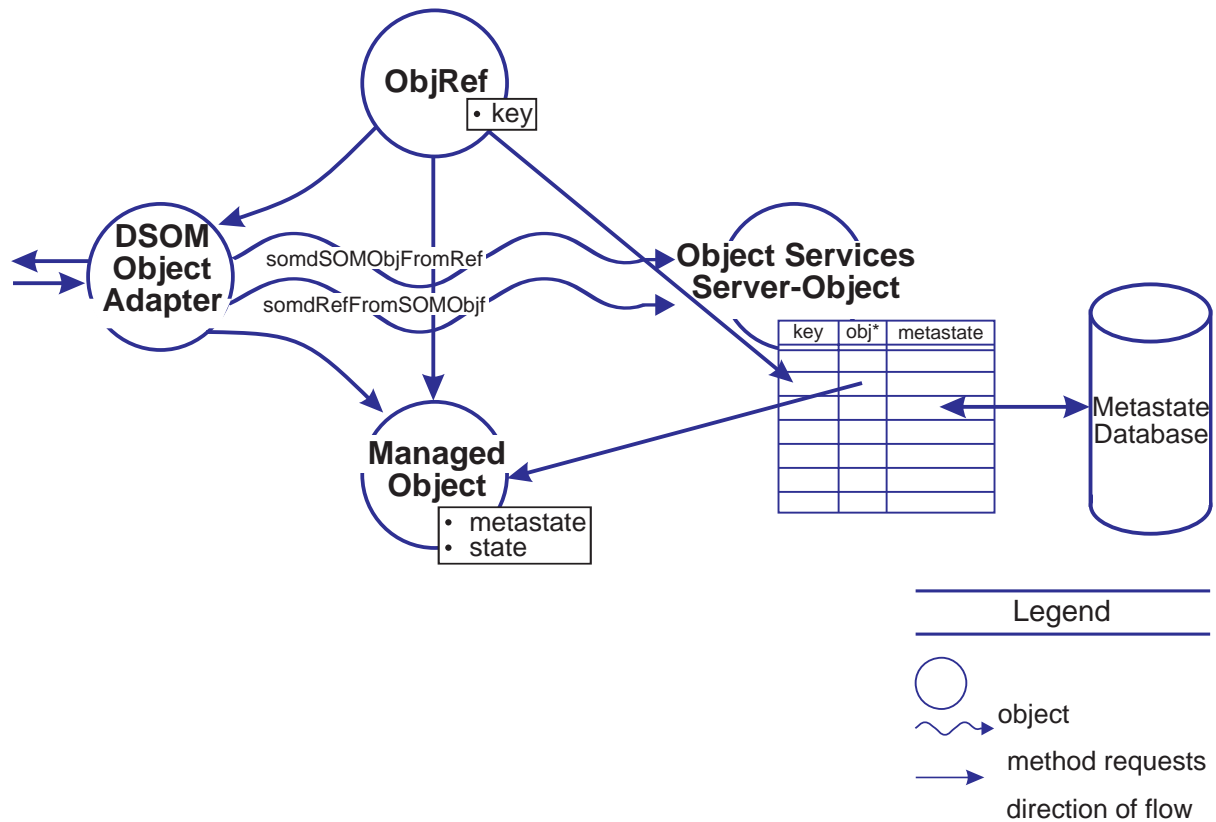 ObjRef
• key
DSOM
Object
Adapter
somdSOMObjFromRef
somdRefFromSOMObjf
Object Services
Server-Object
key obj* metastate
Metastate
Database
Managed
Object
• metastate
• state
Legend
object
method requests
direction of flow